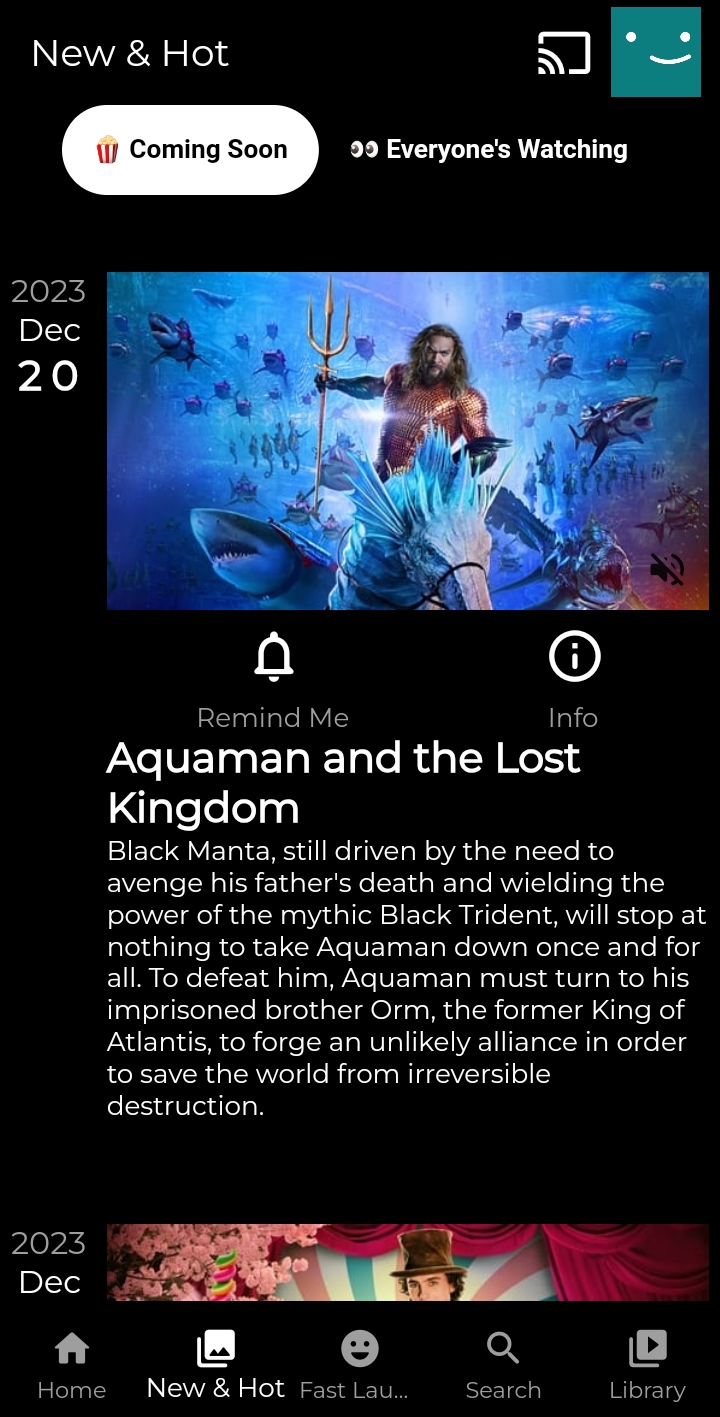 New & Hot
🍿 Coming Soon
👀 Everyone's Watching
2023
Dec
20
Remind Me
Info
Aquaman and the Lost
Kingdom
Black Manta, still driven by the need to
avenge his father's death and wielding the
power of the mythic Black Trident, will stop at
nothing to take Aquaman down once and for
all. To defeat him, Aquaman must turn to his
imprisoned brother Orm, the former King of
Atlantis, to forge an unlikely alliance in order
to save the world from irreversible
destruction.
2023
Dec
Home
New & Hot
Fast Lau...
Search
Library